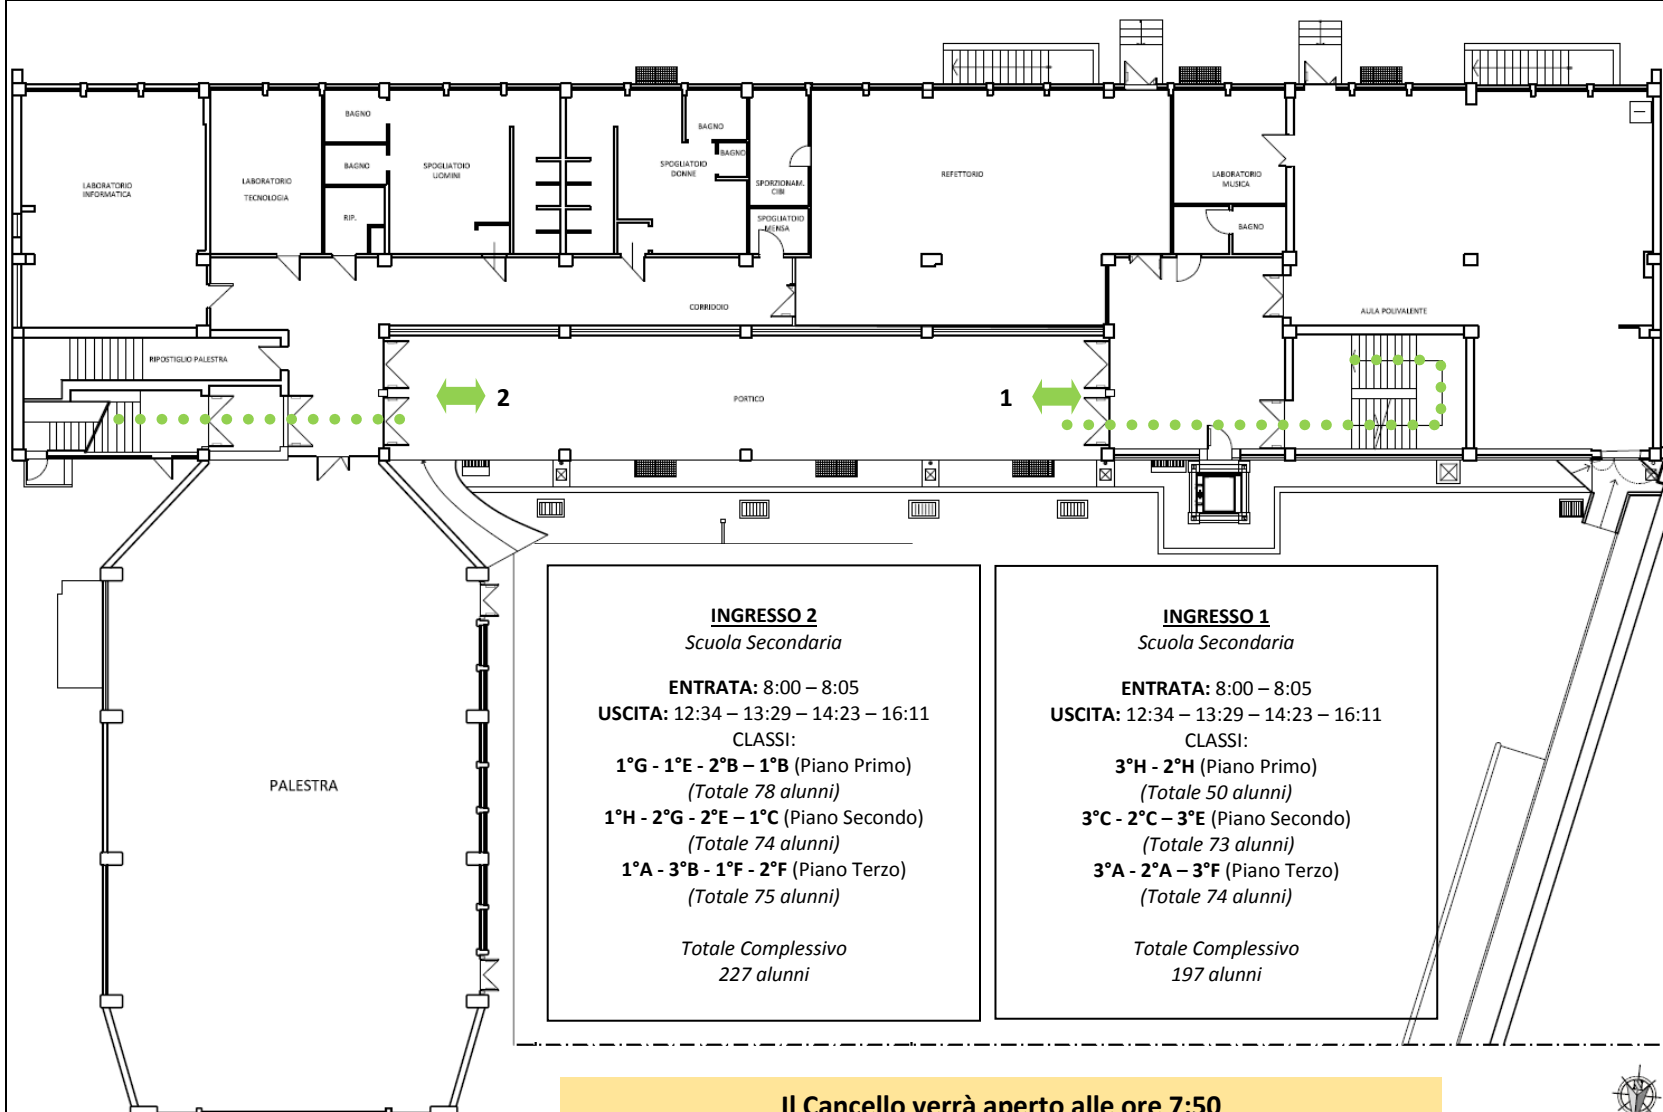 BAGNO
BAGNO
BAGNO
BAGNO
SPOGLIATOIO
UOMINI
SPOGLIATOIO
DONNE
LABORATORIO
INFORMATICA
LABORATORIO
TECNOLOGIA
RIP.
SPORZIONAM.
CIBI
SPOGLIATOIO
MENSA
REFETTORIO
LABORATORIO
MUSICA
BAGNO
CORRIDOIO
AULA POLIVALENTE
RIPOSTIGLIO PALESTRA
2
PORTICO
1
PALESTRA
INGRESSO 2
Scuola Secondaria
ENTRATA: 8:00 – 8:05
USCITA: 12:34 – 13:29 – 14:23 – 16:11
CLASSI:
1°G - 1°E - 2°B – 1°B (Piano Primo)
(Totale 78 alunni)
1°H - 2°G - 2°E – 1°C (Piano Secondo)
(Totale 74 alunni)
1°A - 3°B - 1°F - 2°F (Piano Terzo)
(Totale 75 alunni)
Totale Complessivo
227 alunni
INGRESSO 1
Scuola Secondaria
ENTRATA: 8:00 – 8:05
USCITA: 12:34 – 13:29 – 14:23 – 16:11
CLASSI:
3°H - 2°H (Piano Primo)
(Totale 50 alunni)
3°C - 2°C – 3°E (Piano Secondo)
(Totale 73 alunni)
3°A - 2°A – 3°F (Piano Terzo)
(Totale 74 alunni)
Totale Complessivo
197 alunni
Il Cancello verrà aperto alle ore 7:50